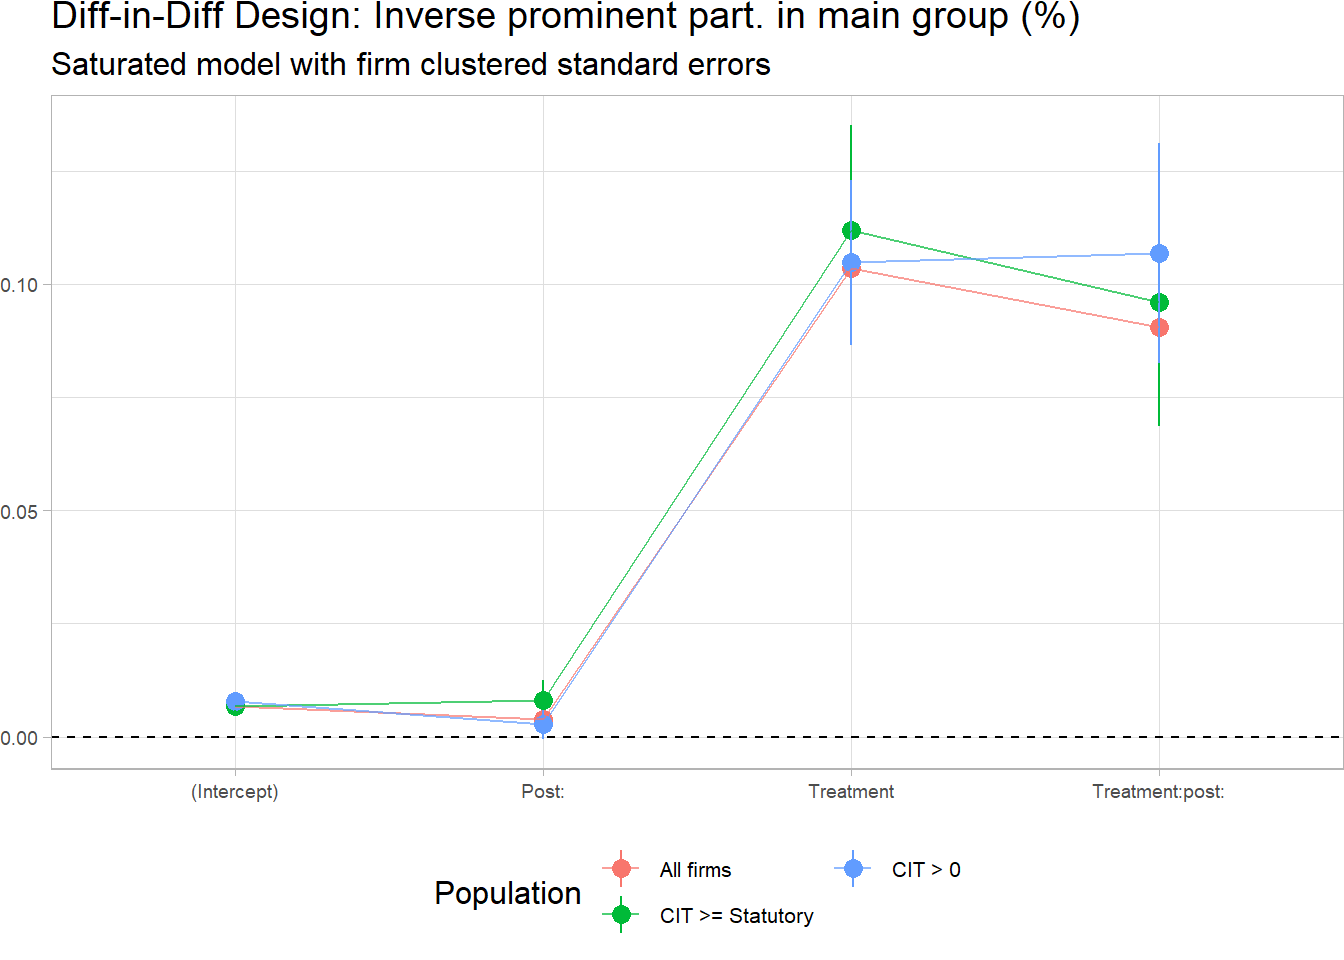 Diff-in-Diff Design: Inverse prominent part. in main group (%)
Saturated model with firm clustered standard errors
0.10
0.05
0.00
(Intercept)
Post:
Treatment
Treatment:post:
Population
All firms
CIT > 0
CIT >= Statutory